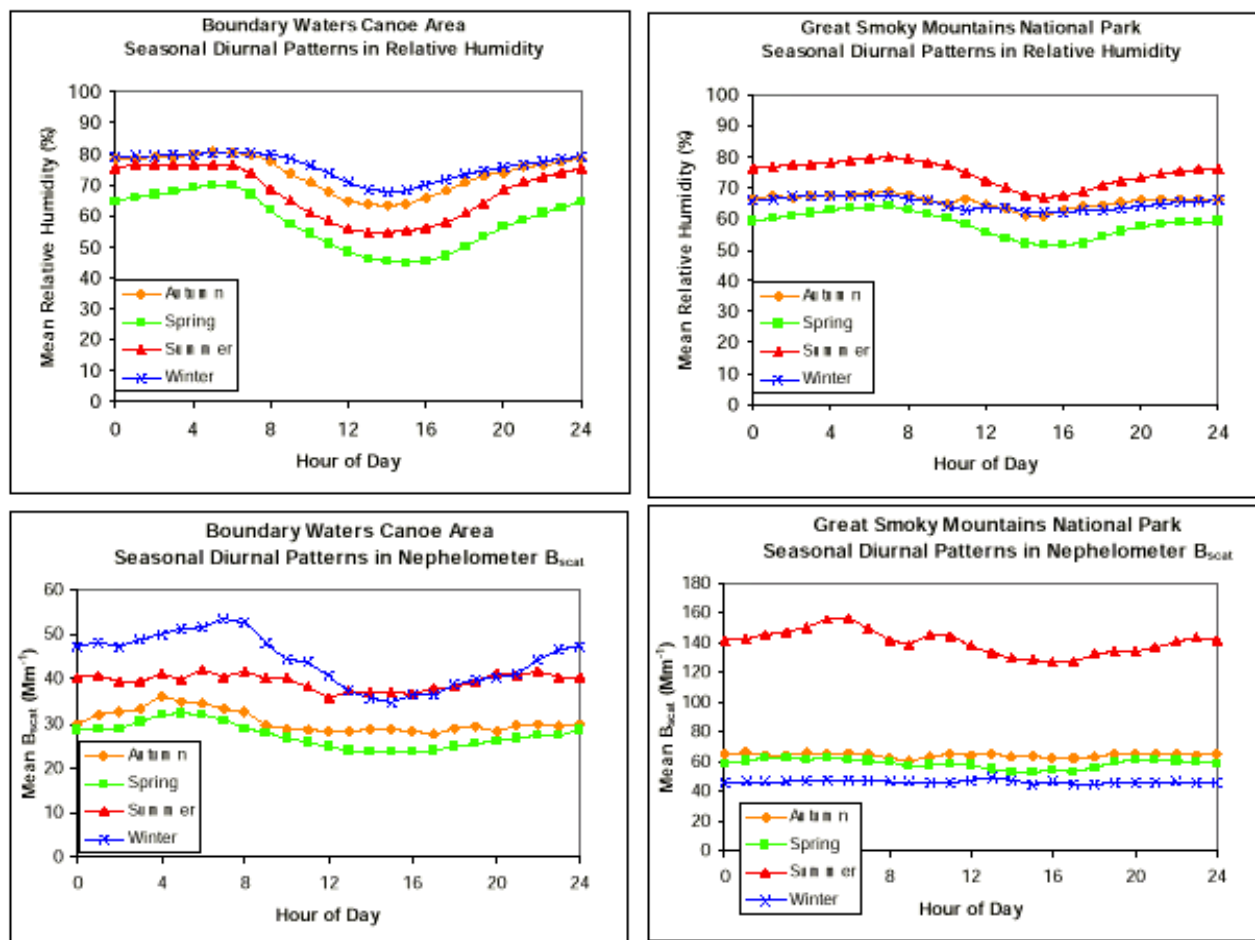 Boundary Waters Canoe Area
Seasonal Diurnal Patterns in Relative Humidity
Mean Relative Humidity (%)
100
90
80
70
60
50
40
30
20
10
0
Autumn
Spring
Summer
Winter
0 4 8 12 16 20 24
Hour of Day
Great Smoky Mountains National Park
Seasonal Diurnal Patterns in Relative Humidity
Mean Relative Humidity (%)
100
90
80
70
60
50
40
30
20
10
0
Autumn
Spring
Summer
Winter
0 4 8 12 16 20 24
Hour of Day
Boundary Waters Canoe Area
Seasonal Diurnal Patterns in Nephelometer Bscat
Mean Bscat (Mm⁻¹)
60
50
40
30
20
10
0
Autumn
Spring
Summer
Winter
0 4 8 12 16 20 24
Hour of Day
Great Smoky Mountains National Park
Seasonal Diurnal Patterns in Nephelometer Bscat
Mean Bscat (Mm⁻¹)
180
160
140
120
100
80
60
40
20
0
Autumn
Spring
Summer
Winter
0 4 8 12 16 20 24
Hour of Day